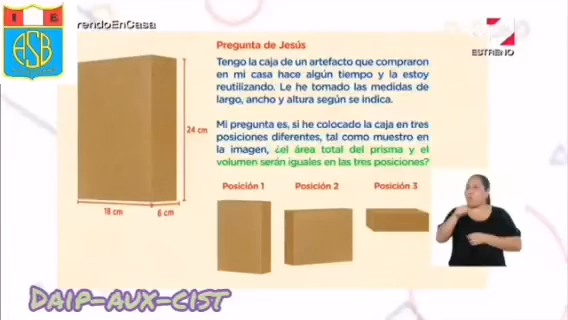 I E
ASB
rendoEnCasa
ESTRENO
Pregunta de Jesús
Tengo la caja de un artefacto que compraron
en mi casa hace algún tiempo y la estoy
reutilizando. Le he tomado las medidas de
largo, ancho y altura según se indica.
Mi pregunta es, si he colocado la caja en tres
posiciones diferentes, tal como muestro en
la imagen, ¿el área total del prisma y el
volumen serán iguales en las tres posiciones?
24 cm
18 cm
6 cm
Posición 1
Posición 2
Posición 3
DAIP-AUX-CIST